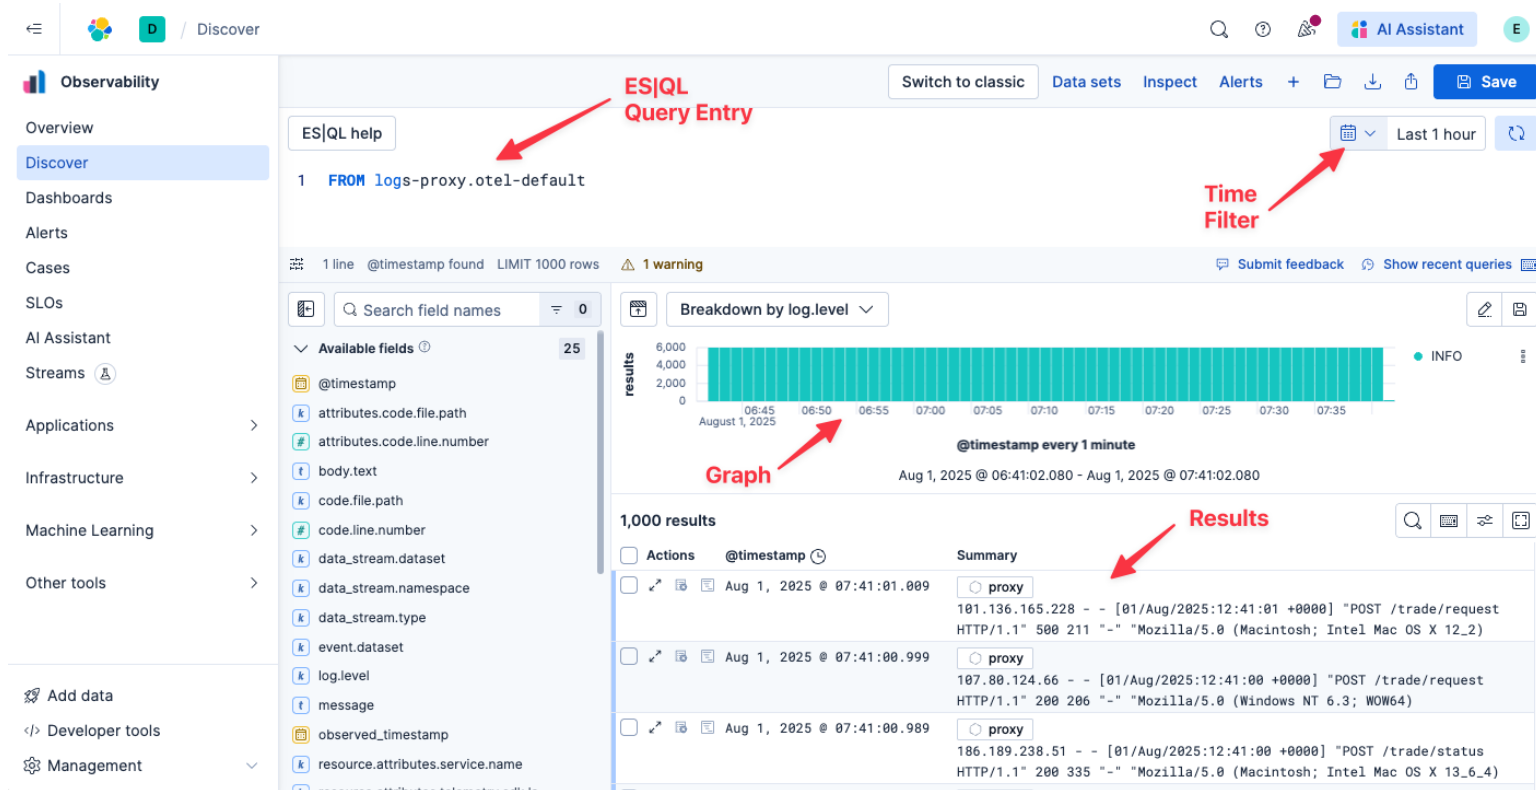 D / Discover
AI Assistant
E
Observability
Overview
Discover
Dashboards
Alerts
Cases
SLOs
AI Assistant
Streams
Applications
Infrastructure
Machine Learning
Other tools
Add data
Developer tools
Management
Switch to classic
Data sets
Inspect
Alerts
Save
ES|QL
Query Entry
ES|QL help
Last 1 hour
1 FROM logs-proxy.otel-default
Time
Filter
1 line @timestamp found LIMIT 1000 rows 1 warning
Submit feedback Show recent queries
Search field names 0
Available fields 25
@timestamp
attributes.code.file.path
attributes.code.line.number
body.text
code.file.path
code.line.number
data_stream.dataset
data_stream.namespace
data_stream.type
event.dataset
log.level
message
observed_timestamp
resource.attributes.service.name
Breakdown by log.level
results
6,000
4,000
2,000
0
INFO
06:45 06:50 06:55 07:00 07:05 07:10 07:15 07:20 07:25 07:30 07:35
August 1, 2025
@timestamp every 1 minute
Graph
Aug 1, 2025 @ 06:41:02.080 - Aug 1, 2025 @ 07:41:02.080
1,000 results
Results
Actions @timestamp Summary
Aug 1, 2025 @ 07:41:01.009 proxy
101.136.165.228 - - [01/Aug/2025:12:41:01 +0000] "POST /trade/request
HTTP/1.1" 500 211 "-" "Mozilla/5.0 (Macintosh; Intel Mac OS X 12_2)
Aug 1, 2025 @ 07:41:00.999 proxy
107.80.124.66 - - [01/Aug/2025:12:41:00 +0000] "POST /trade/request
HTTP/1.1" 200 206 "-" "Mozilla/5.0 (Windows NT 6.3; WOW64)
Aug 1, 2025 @ 07:41:00.989 proxy
186.189.238.51 - - [01/Aug/2025:12:41:00 +0000] "POST /trade/status
HTTP/1.1" 200 335 "-" "Mozilla/5.0 (Macintosh; Intel Mac OS X 13_6_4)